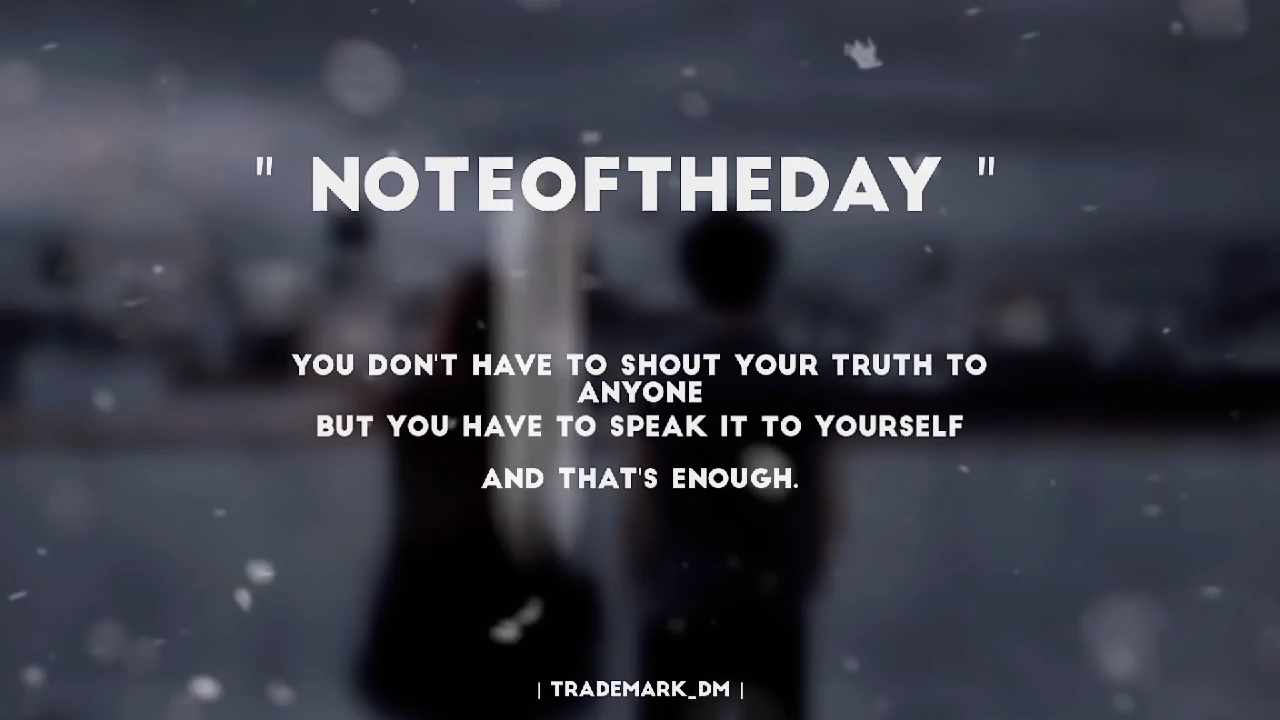 " NOTEOFTHEDAY "
YOU DON'T HAVE TO SHOUT YOUR TRUTH TO
ANYONE
BUT YOU HAVE TO SPEAK IT TO YOURSELF
AND THAT'S ENOUGH.
| TRADEMARK_DM |